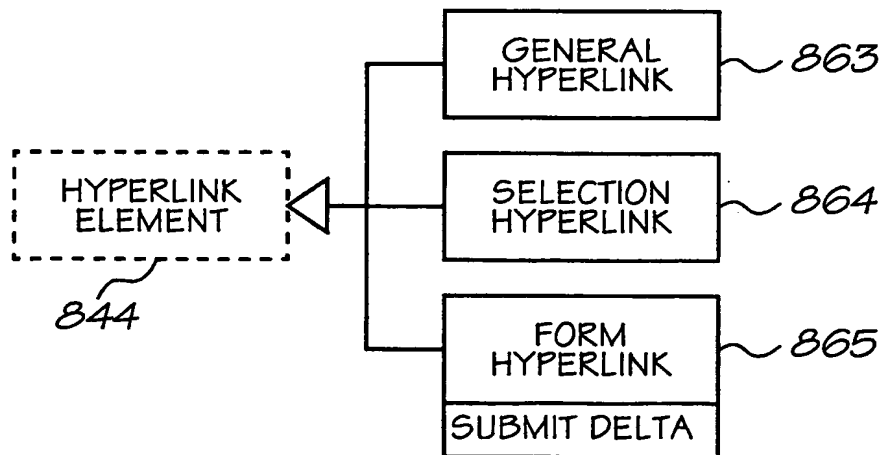 GENERAL
HYPERLINK
863
HYPERLINK
ELEMENT
844
SELECTION
HYPERLINK
864
FORM
HYPERLINK
865
SUBMIT DELTA